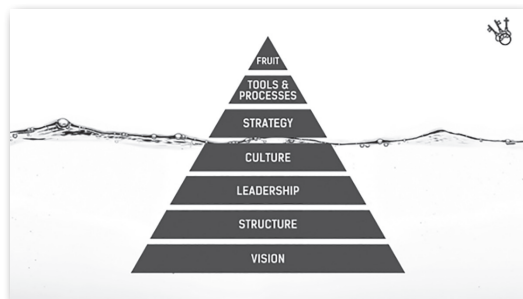 FRUIT
TOOLS &
PROCESSES
STRATEGY
CULTURE
LEADERSHIP
STRUCTURE
VISION